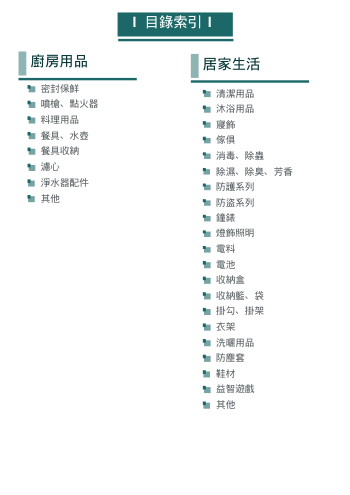 I 目錄索引 I
廚房用品
密封保鮮
噴槍、點火器
料理用品
餐具、水壺
餐具收納
濾心
淨水器配件
其他
居家生活
清潔用品
沐浴用品
寢飾
傢俱
消毒、除蟲
除濕、除臭、芳香
防護系列
防盜系列
鐘錶
燈飾照明
電料
電池
收納盒
收納籃、袋
掛勾、掛架
衣架
洗曬用品
防塵套
鞋材
益智遊戲
其他